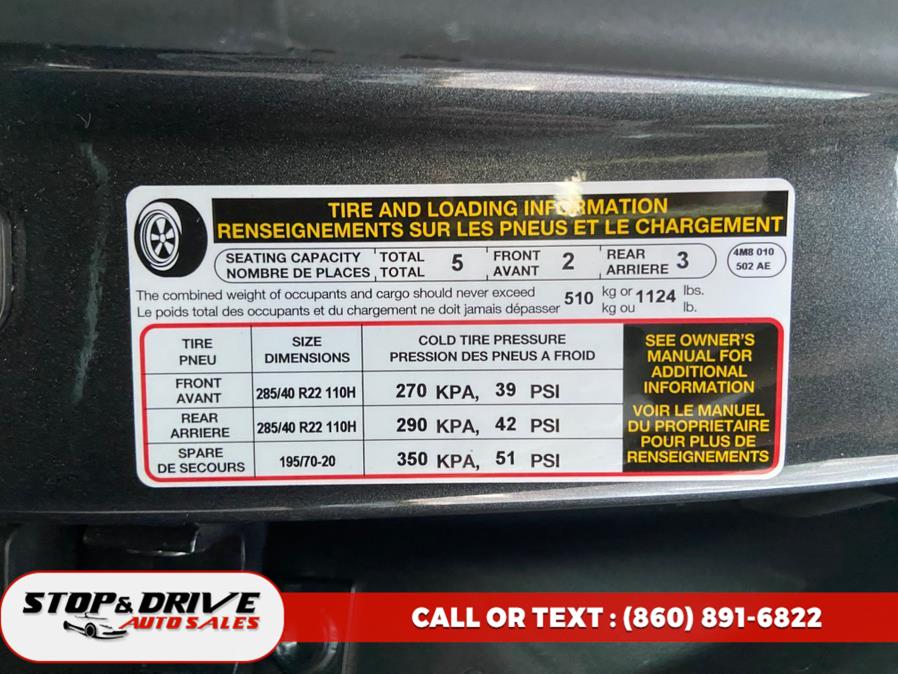 TIRE AND LOADING INFORMATION
RENSEIGNEMENTS SUR LES PNEUS ET LE CHARGEMENT
SEATING CAPACITY TOTAL 5 FRONT 2 REAR 3
NOMBRE DE PLACES TOTAL AVANT ARRIERE
4M8 010
502 AE
The combined weight of occupants and cargo should never exceed 510 kg or 1124 lbs.
Le poids total des occupants et du chargement ne doit jamais dépasser kg ou lb.
TIRE SIZE COLD TIRE PRESSURE
PNEU DIMENSIONS PRESSION DES PNEUS A FROID
FRONT
AVANT 285/40 R22 110H 270 KPA, 39 PSI
REAR
ARRIERE 285/40 R22 110H 290 KPA, 42 PSI
SPARE
DE SECOURS 195/70-20 350 KPA, 51 PSI
SEE OWNER'S
MANUAL FOR
ADDITIONAL
INFORMATION
VOIR LE MANUEL
DU PROPRIETAIRE
POUR PLUS DE
RENSEIGNEMENTS
STOP & DRIVE
AUTO SALES
CALL OR TEXT : (860) 891-6822